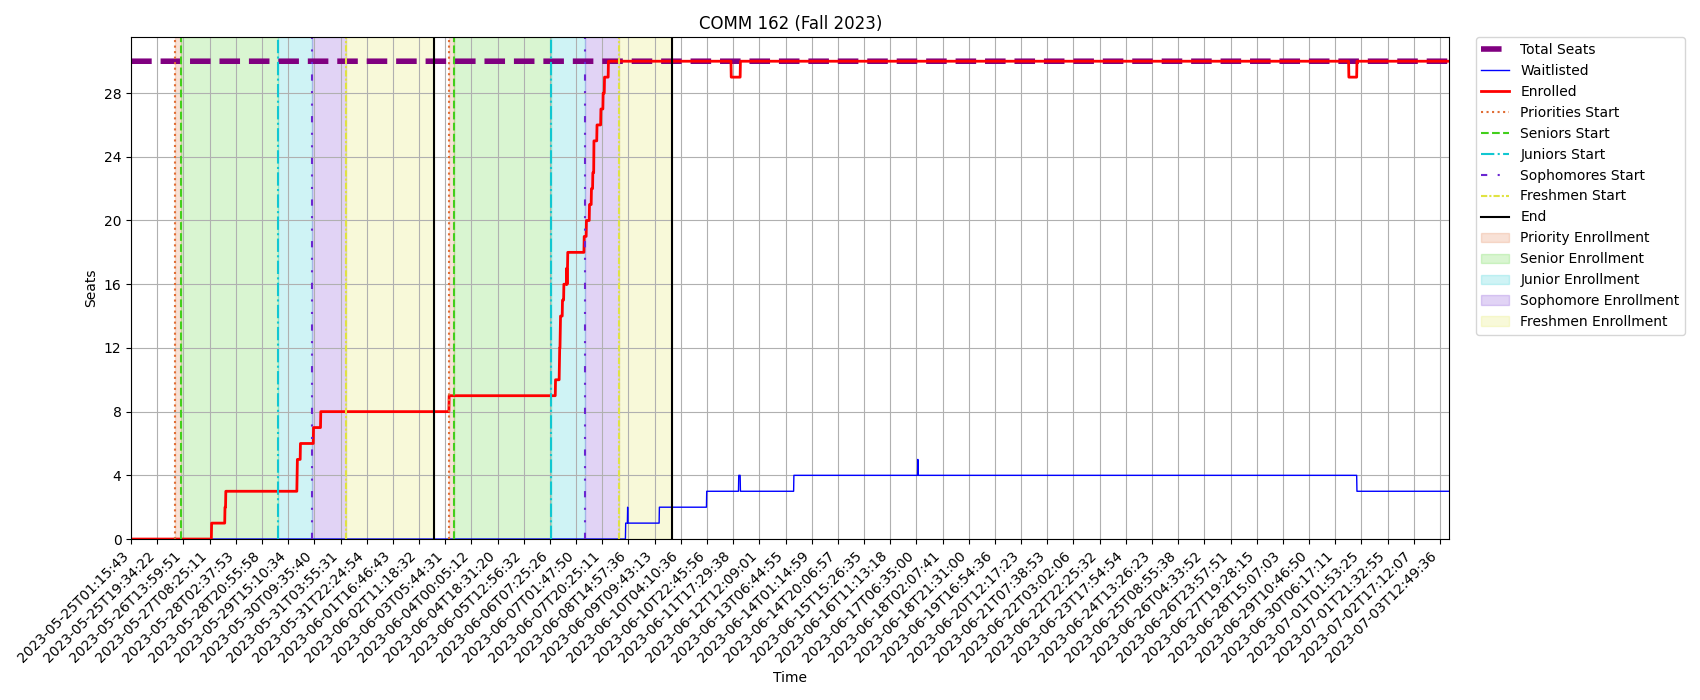 COMM 162 (Fall 2023)
Seats
28
24
20
16
12
8
4
0
2023-05-25T01:15:43
2023-05-25T19:34:22
2023-05-26T13:59:51
2023-05-27T08:25:11
2023-05-28T02:37:53
2023-05-28T20:55:58
2023-05-29T15:10:34
2023-05-30T09:35:40
2023-05-31T03:55:31
2023-05-31T22:24:54
2023-06-01T16:46:43
2023-06-02T11:18:32
2023-06-03T05:44:31
2023-06-04T00:05:12
2023-06-04T18:31:20
2023-06-05T12:56:32
2023-06-06T07:25:26
2023-06-07T01:47:50
2023-06-07T20:25:11
2023-06-08T14:57:36
2023-06-09T09:43:13
2023-06-10T04:10:36
2023-06-10T22:45:56
2023-06-11T17:29:38
2023-06-12T12:09:01
2023-06-13T06:44:55
2023-06-14T01:14:59
2023-06-14T20:06:57
2023-06-15T15:26:35
2023-06-16T11:13:18
2023-06-17T06:35:00
2023-06-18T02:07:41
2023-06-18T21:31:00
2023-06-19T16:54:36
2023-06-20T12:17:23
2023-06-21T07:38:53
2023-06-22T03:02:06
2023-06-22T22:25:32
2023-06-23T17:54:54
2023-06-24T13:26:23
2023-06-25T08:55:38
2023-06-26T04:33:52
2023-06-26T23:57:51
2023-06-27T19:28:15
2023-06-28T15:07:03
2023-06-29T10:46:50
2023-06-30T06:17:11
2023-07-01T01:53:25
2023-07-01T21:32:55
2023-07-02T17:12:07
2023-07-03T12:49:36
Time
Total Seats
Waitlisted
Enrolled
Priorities Start
Seniors Start
Juniors Start
Sophomores Start
Freshmen Start
End
Priority Enrollment
Senior Enrollment
Junior Enrollment
Sophomore Enrollment
Freshmen Enrollment